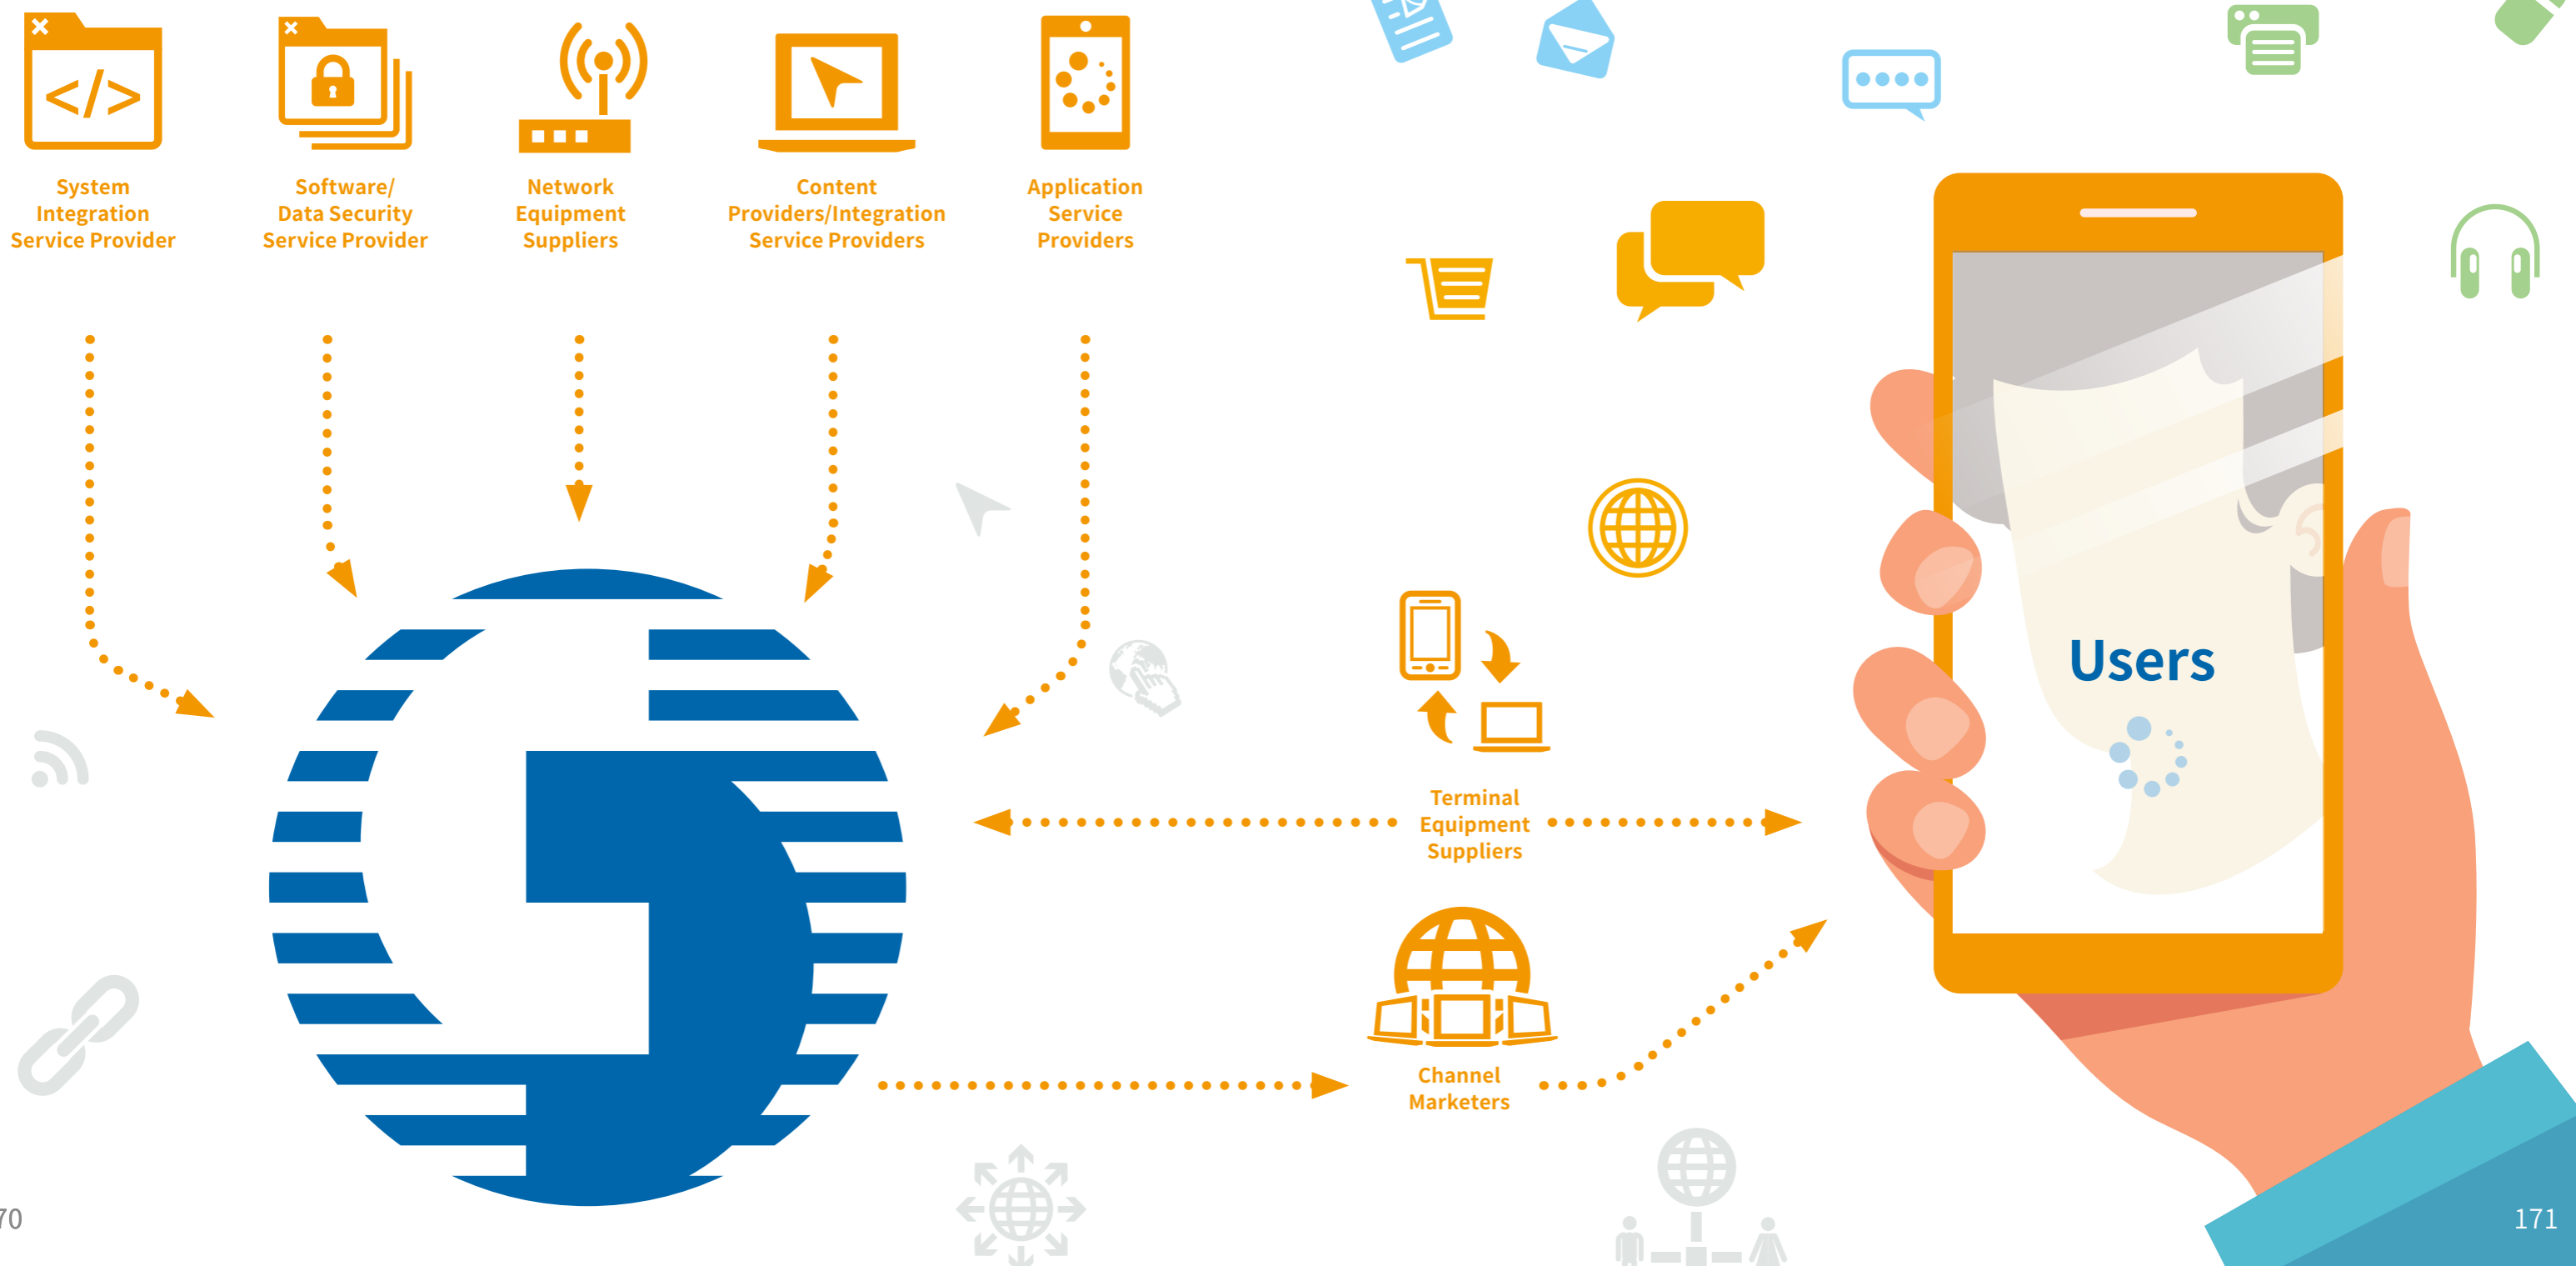 System
Integration
Service Provider
Software/
Data Security
Service Provider
Network
Equipment
Suppliers
Content
Providers/Integration
Service Providers
Application
Service
Providers
Users
Terminal
Equipment
Suppliers
Channel
Marketers
70
171